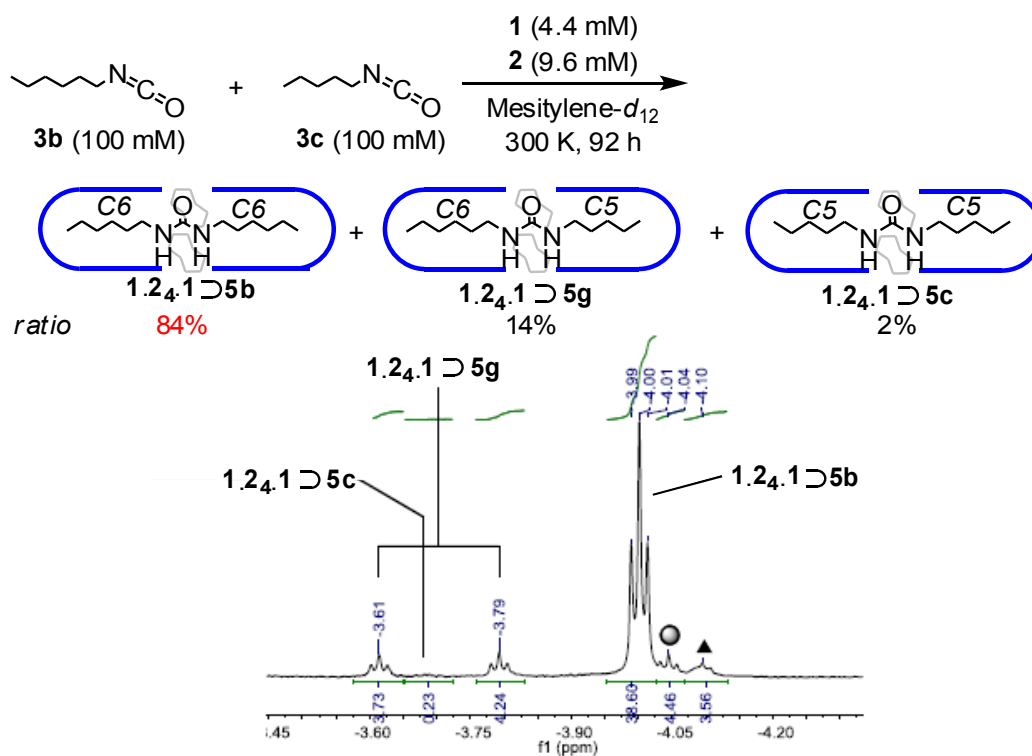 1 (4.4 mM)
2 (9.6 mM)
N C O + N C O
Mesitylene-d12
3b (100 mM) 3c (100 mM) 300 K, 92 h
C6 O C6 + C6 O C5 + C5 O C5
N N N N N N
H H H H H H
1.24.1 ⊃ 5b 1.24.1 ⊃ 5g 1.24.1 ⊃ 5c
ratio 84% 14% 2%
1.24.1 ⊃ 5g
-3.99 -4.00 -4.01 -4.04 -4.10
1.24.1 ⊃ 5c 1.24.1 ⊃ 5b
-3.61 -3.79
3.73 0.23 4.24 38.60 4.46 3.56
.45 -3.60 -3.75 -3.90 -4.05 -4.20
f1 (ppm)